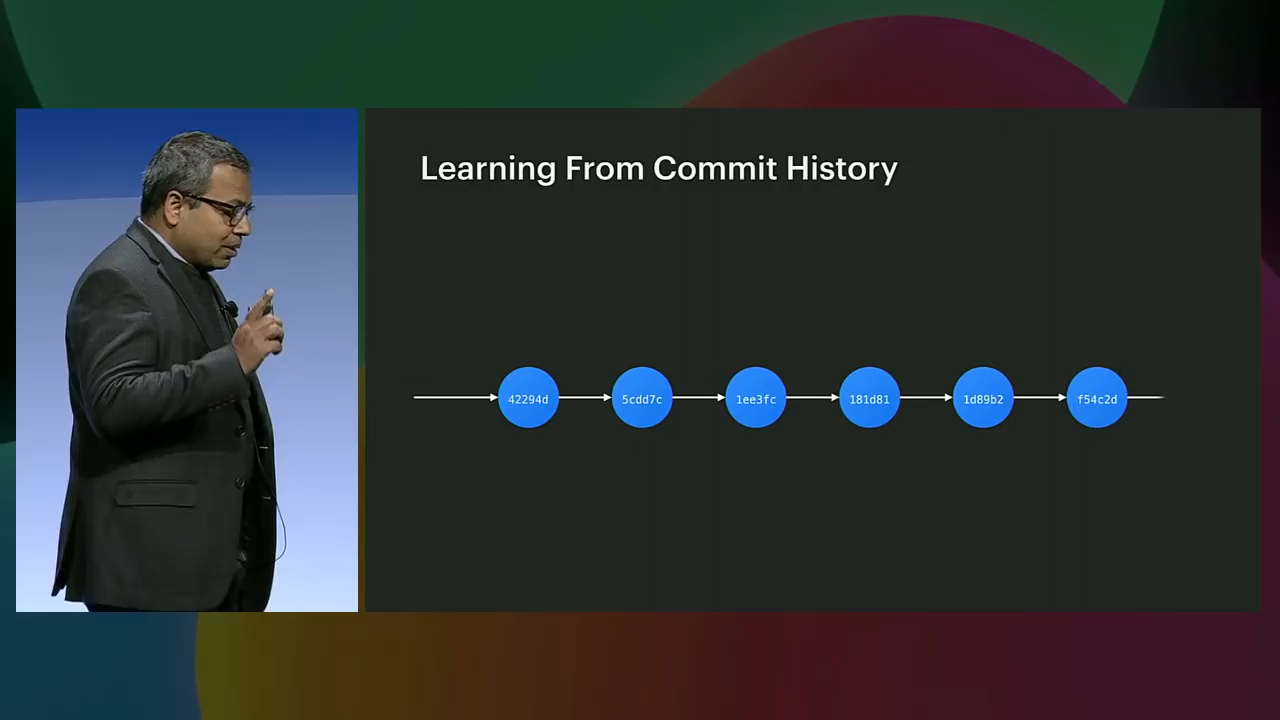 Learning From Commit History
42294d
5cdd7c
1ee3fc
181d81
1d89b2
f54c2d